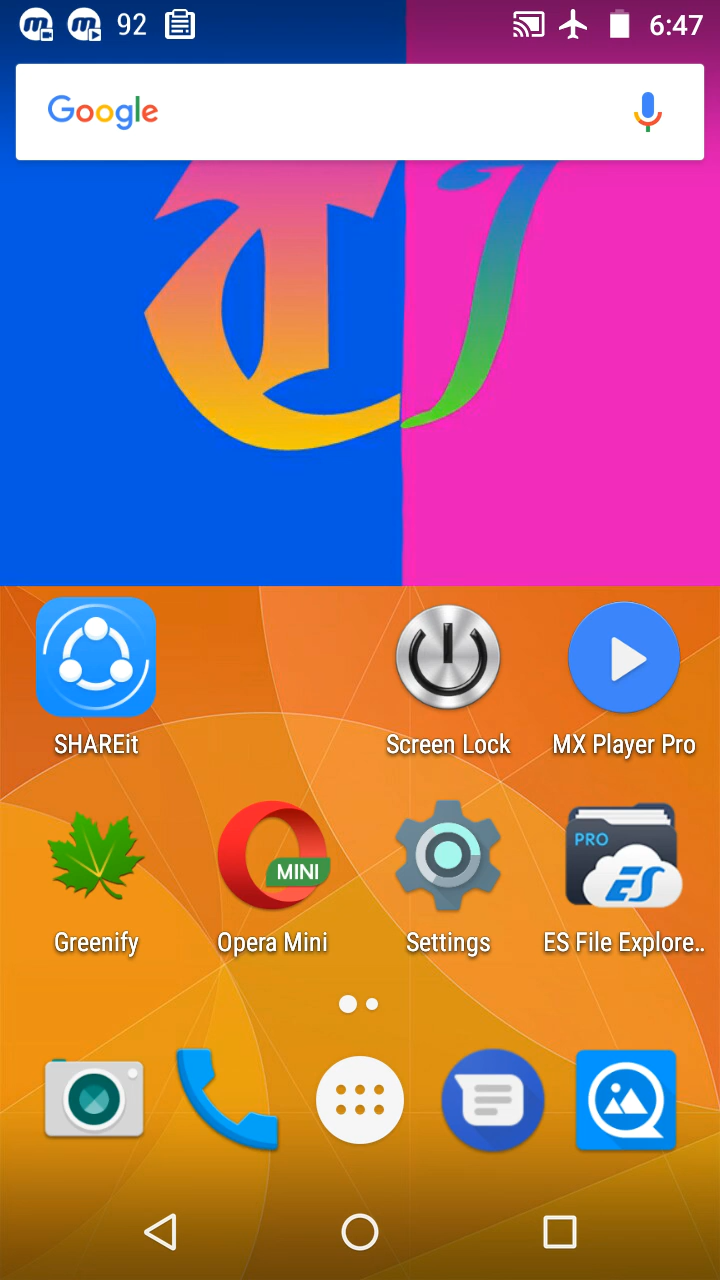 92
6:47
Google
TJ
SHAREit
Screen Lock
MX Player Pro
Greenify
MINI
Opera Mini
Settings
PRO
ES
ES File Explore..